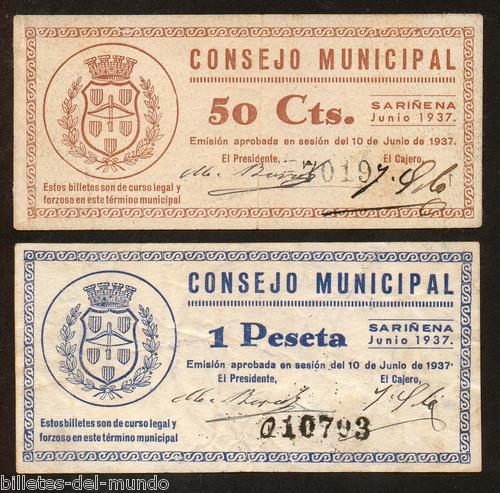 CONSEJO MUNICIPAL
50 Cts.
SARIÑENA
Junio 1937.
Emisión aprobada en sesión del 10 de Junio de 1937.
El Presidente,
El Cajero,
Estos billetes son de curso legal y
forzoso en este término municipal
CONSEJO MUNICIPAL
1 Peseta
SARIÑENA
Junio 1937.
Emisión aprobada en sesión del 10 de Junio de 1937.
El Presidente,
El Cajero,
010793
Estos billetes son de curso legal y
forzoso en este término municipal
billetes-del-mundo